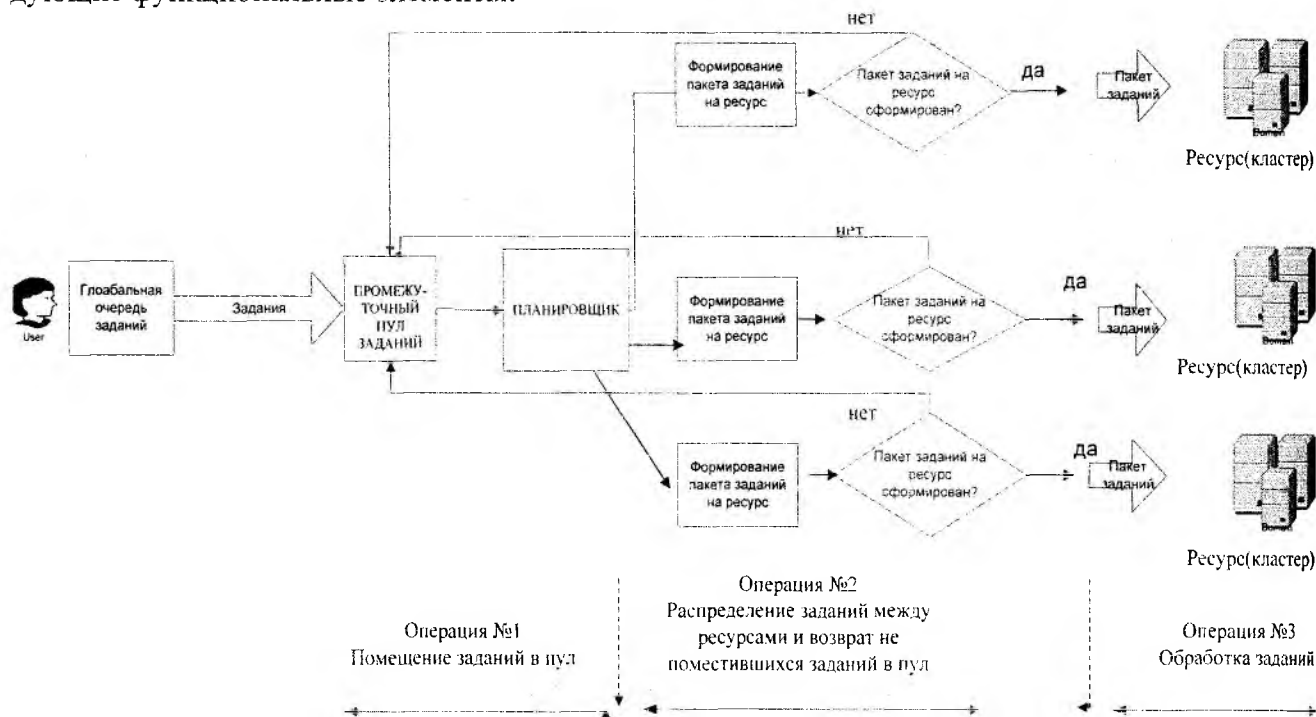 дующий функциональные элементы:
нет
Формирование
пакета заданий
на ресурс
Пакет заданий на
ресурс
сформирован?
да
Пакет
заданий
Domen
Ресурс(кластер)
User
Глоабальная
очередь
заданий
Задания
ПРОМЕЖУ-
ТОЧНЫЙ
ПУЛ
ЗАДАНИЙ
ПЛАНИРОВЩИК
нет
Формирование
пакета заданий
на ресурс
Пакет заданий на
ресурс
сформирован?
да
Пакет
заданий
Domen
Ресурс(кластер)
нет
Формирование
пакета заданий
на ресурс
Пакет заданий на
ресурс
сформирован?
да
Пакет
заданий
Domen
Ресурс(кластер)
Операция №1
Помещение заданий в пул
Операция №2
Распределение заданий между
ресурсами и возврат не
поместившихся заданий в пул
Операция №3
Обработка заданий